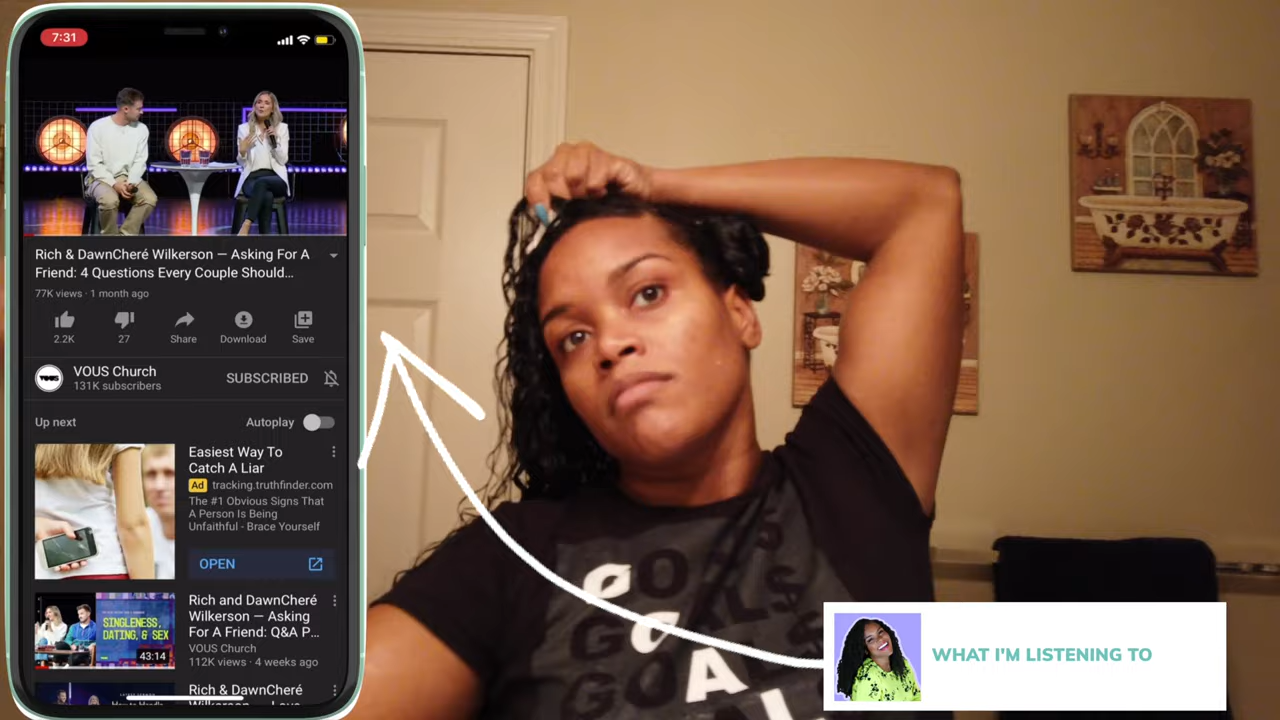 7:31
Rich & DawnCheré Wilkerson — Asking For A
Friend: 4 Questions Every Couple Should...
77K views · 1 month ago
2.2K
27
Share
Download
Save
VOUS
VOUS Church
131K subscribers
SUBSCRIBED
Up next
Autoplay
Easiest Way To
Catch A Liar
Ad tracking.truthfinder.com
The #1 Obvious Signs That
A Person Is Being
Unfaithful - Brace Yourself
OPEN
SINGLENESS,
DATING, & SEX
43:14
Rich and DawnCheré
Wilkerson — Asking
For A Friend: Q&A P...
VOUS Church
112K views · 4 weeks ago
Rich & DawnCheré
GOALS
WHAT I'M LISTENING TO